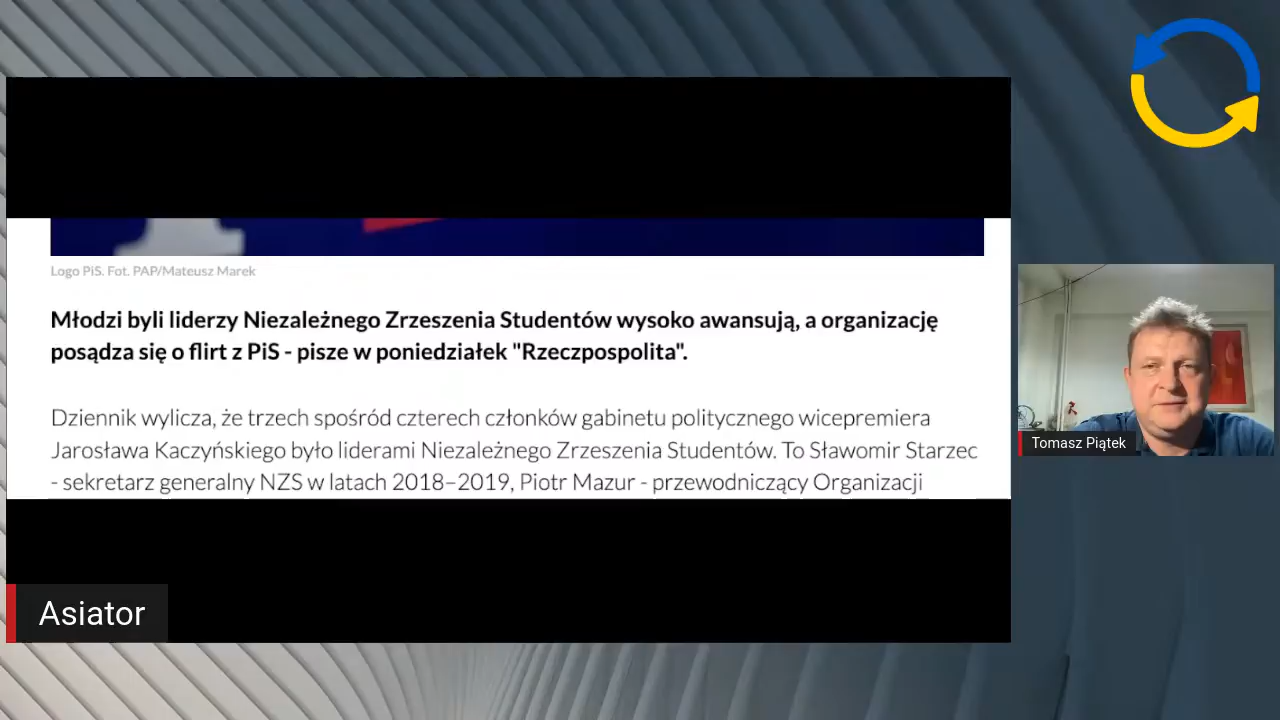 Logo PiS. Fot. PAP/Mateusz Marek
Młodzi byli liderzy Niezależnego Zrzeszenia Studentów wysoko awansują, a organizację
posądza się o flirt z PiS - pisze w poniedziałek "Rzeczpospolita".
Dziennik wylicza, że trzech spośród czterech członków gabinetu politycznego wicepremiera
Jarosława Kaczyńskiego było liderami Niezależnego Zrzeszenia Studentów. To Sławomir Starzec
- sekretarz generalny NZS w latach 2018–2019, Piotr Mazur - przewodniczący Organizacji
Tomasz Piątek
Asiator